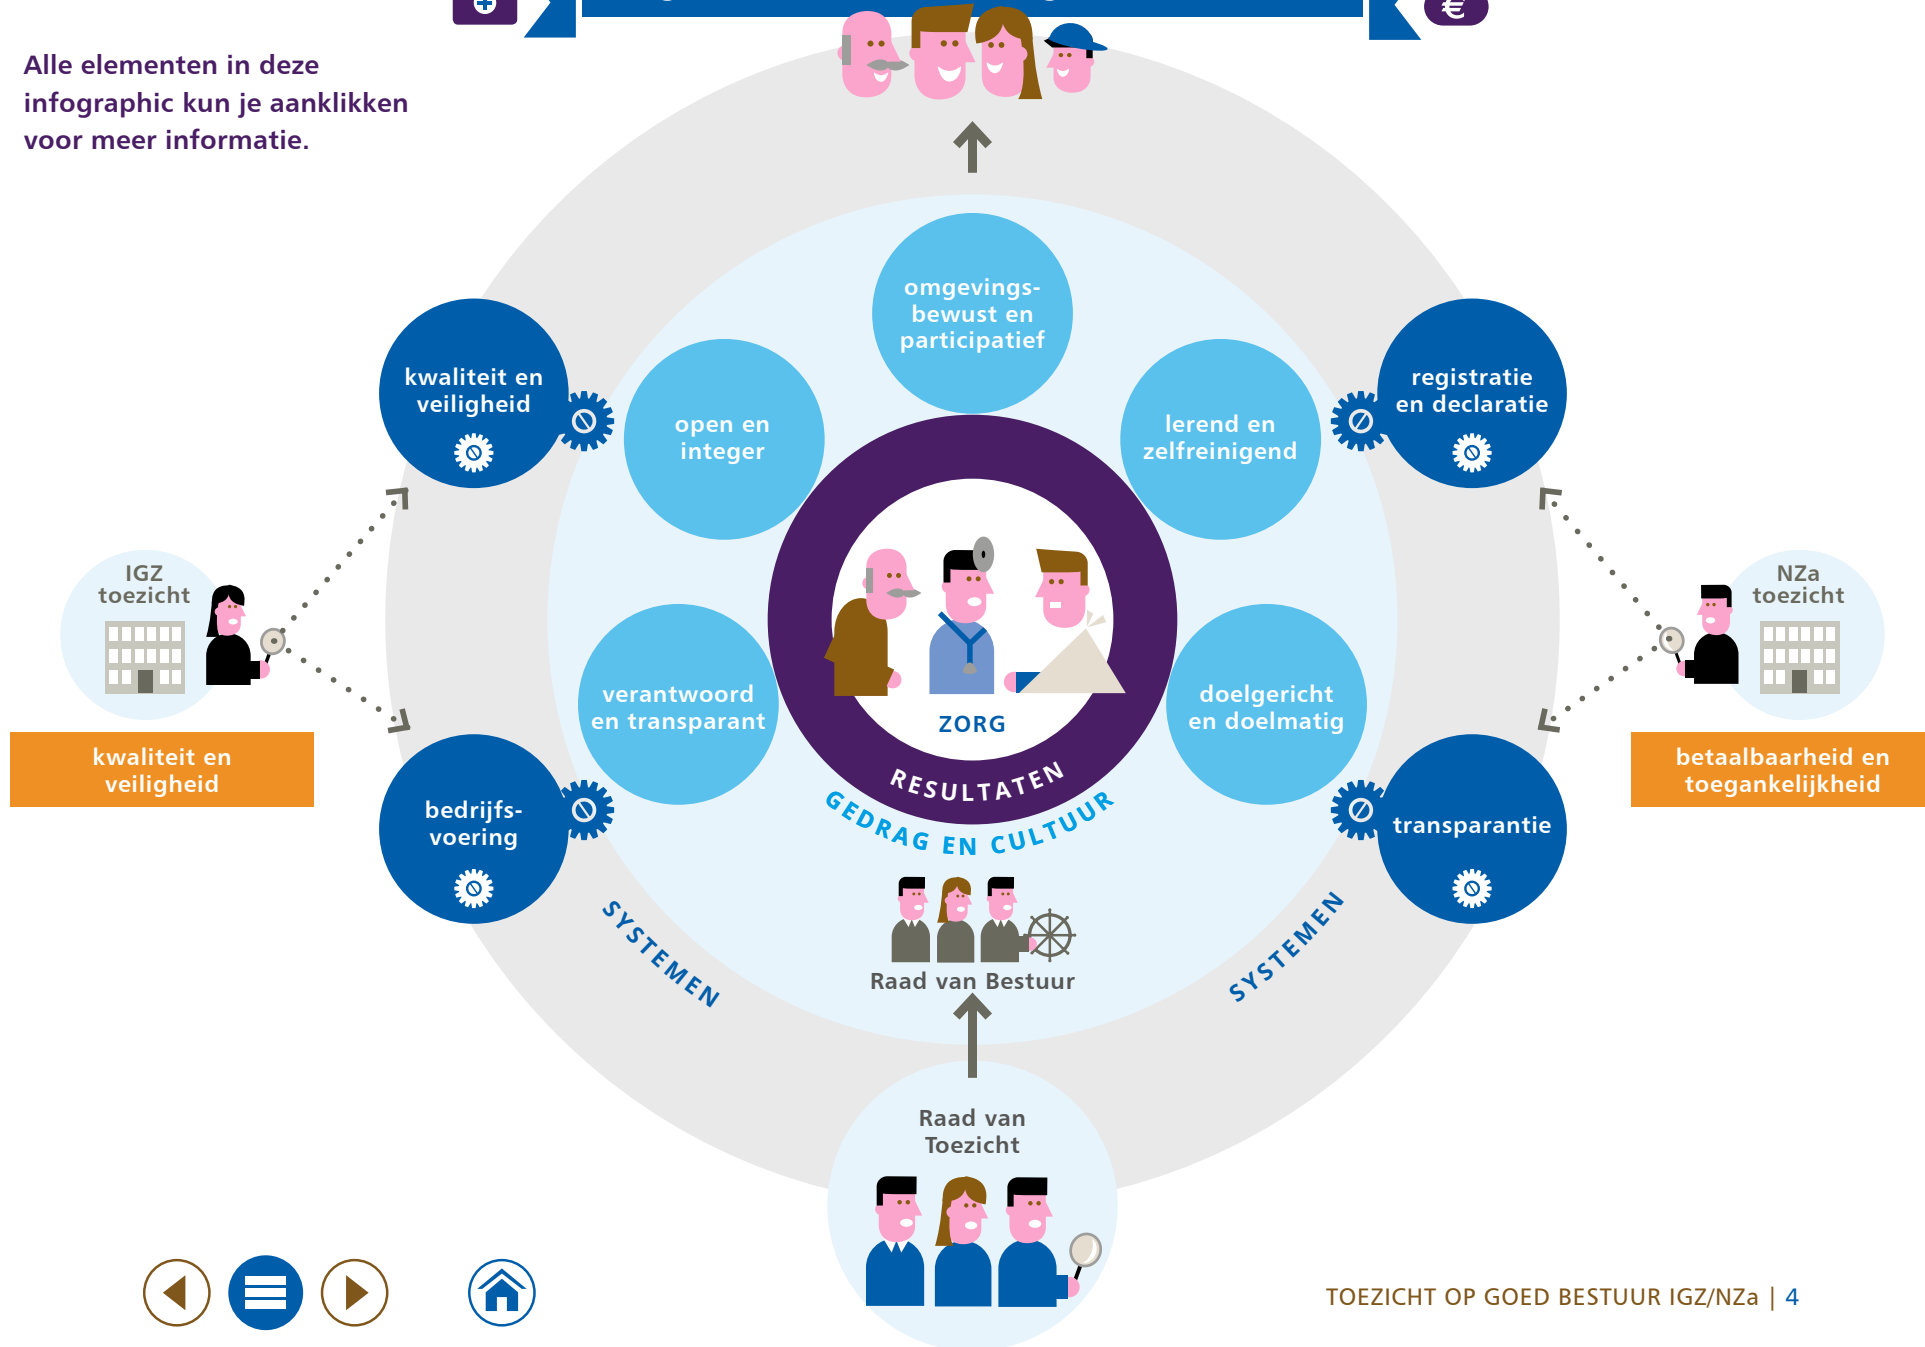 €
Alle elementen in deze
infographic kun je aanklikken
voor meer informatie.
omgevings-
bewust en
participatief
kwaliteit en
veiligheid
registratie
en declaratie
open en
integer
lerend en
zelfreinigend
IGZ
toezicht
NZa
toezicht
verantwoord
en transparant
doelgericht
en doelmatig
ZORG
RESULTATEN
GEDRAG EN CULTUUR
kwaliteit en
veiligheid
betaalbaarheid en
toegankelijkheid
bedrijfs-
voering
transparantie
SYSTEMEN
SYSTEMEN
Raad van Bestuur
Raad van
Toezicht
TOEZICHT OP GOED BESTUUR IGZ/NZa | 4